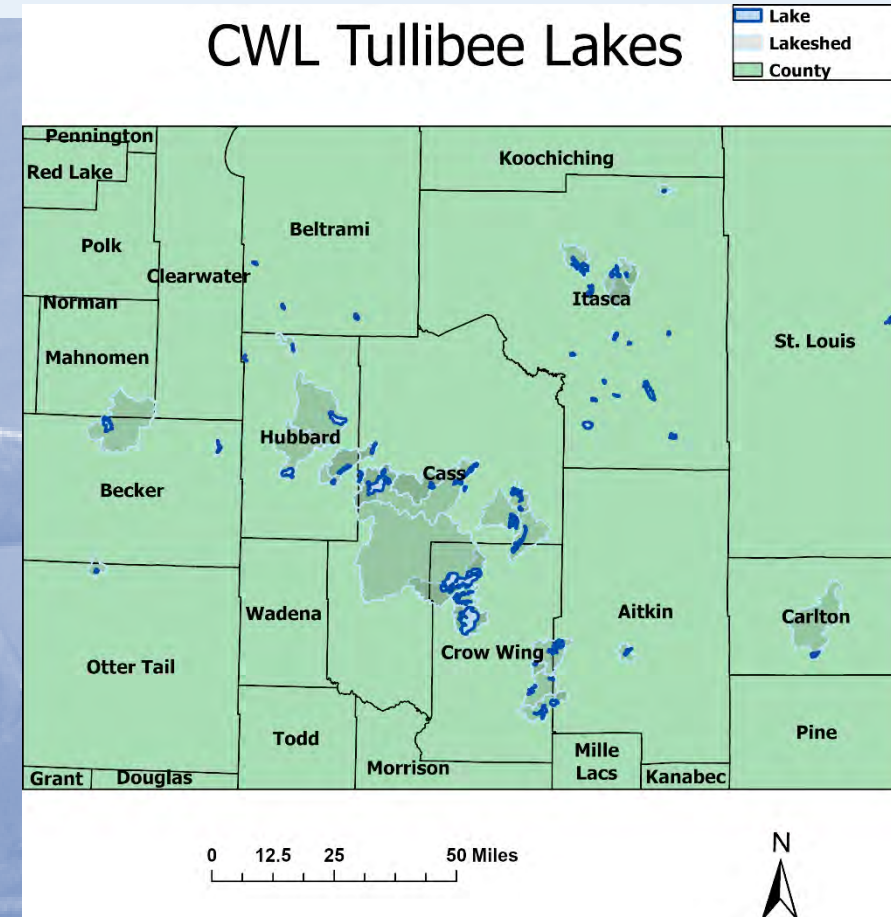 CWL Tullibee Lakes
Lake
Lakeshed
County
Pennington
Koochiching
Red Lake
Beltrami
Polk
Clearwater
Norman
Itasca
St. Louis
Mahnomen
Hubbard
Cass
Becker
Wadena
Aitkin
Carlton
Crow Wing
Otter Tail
Todd
Pine
Mille
Lacs
Morrison
Grant
Douglas
Kanabec
0 12.5 25 50 Miles
N